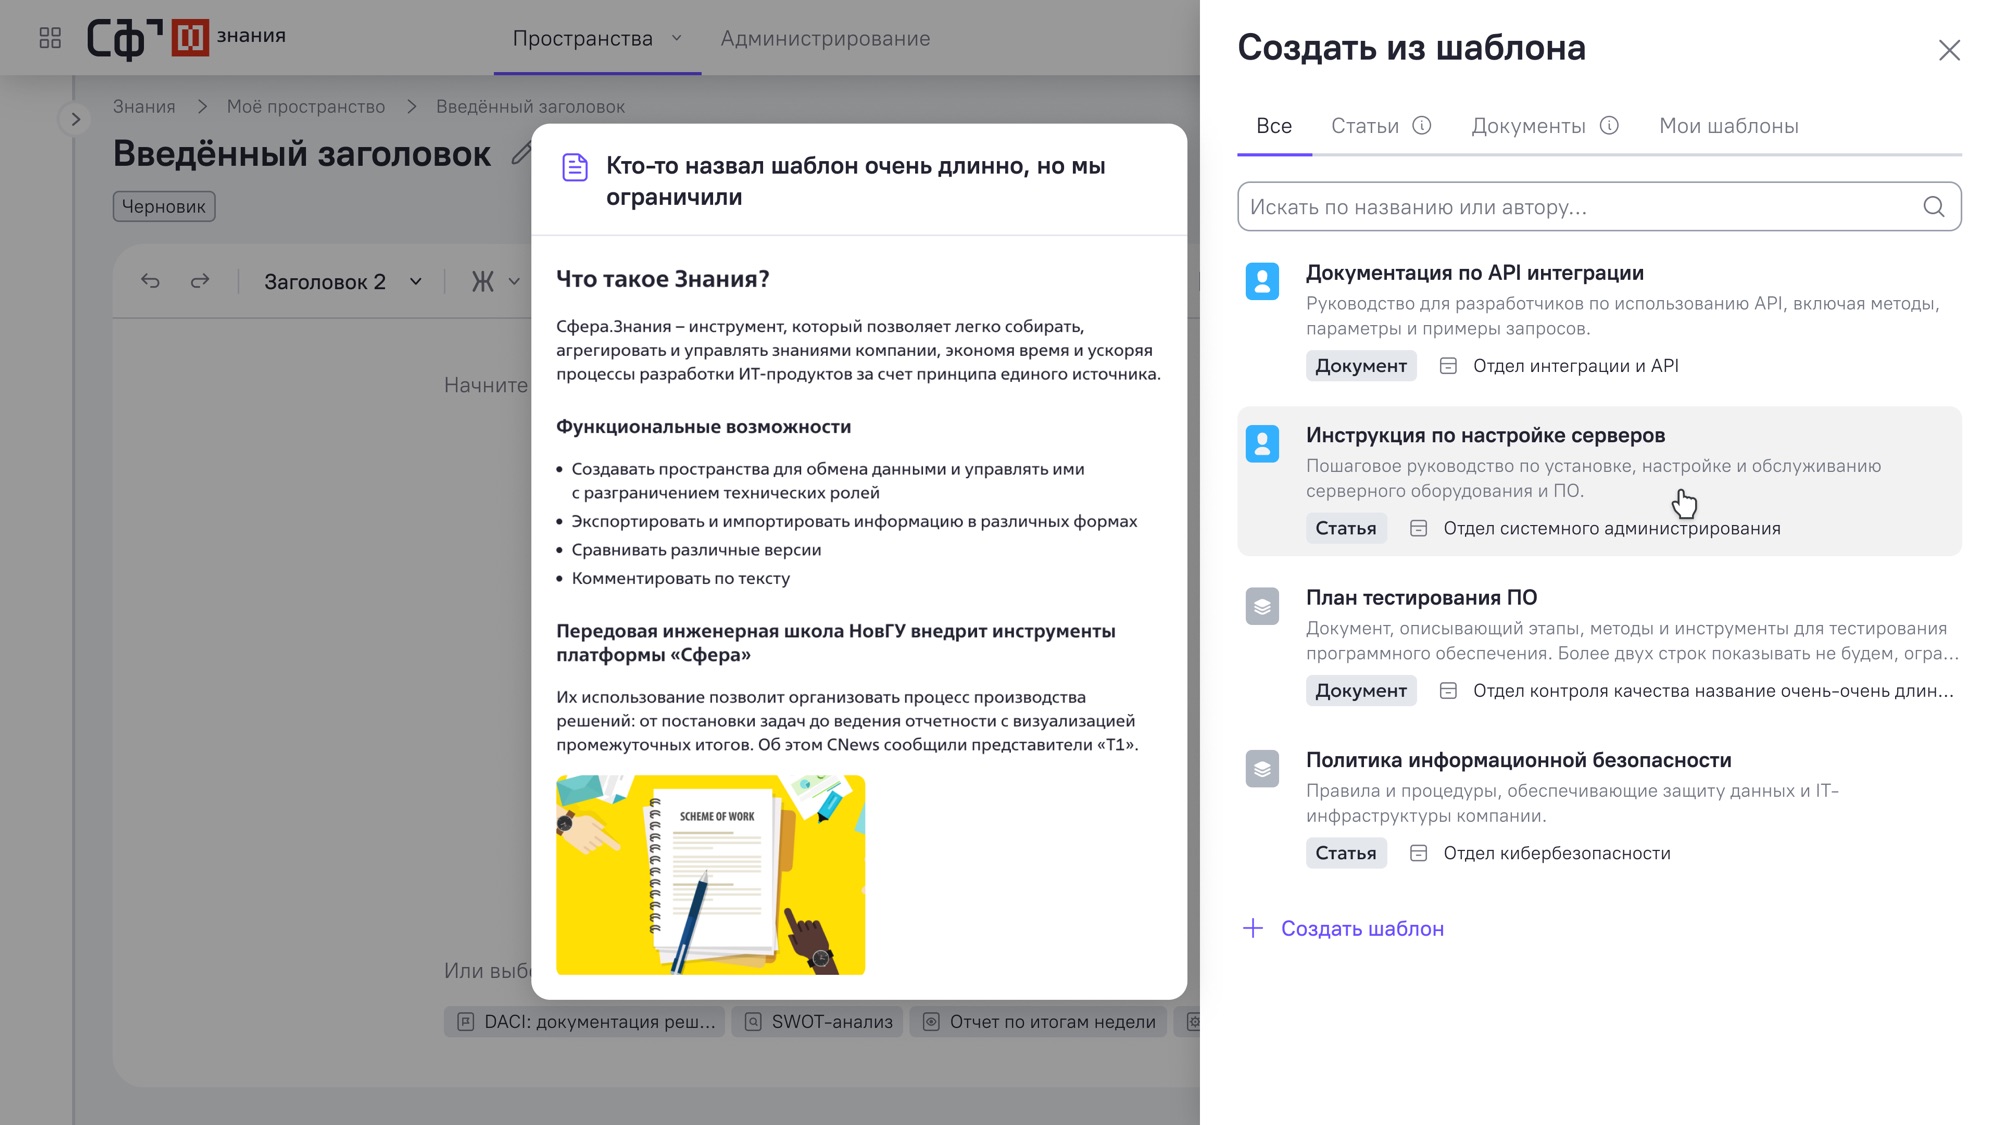 Сф знания
Пространства
Администрирование
Знания
Моё пространство
Введённый заголовок
Введённый заголовок
Черновик
Заголовок 2
Ж
Начните
Или выбе
DACI: документация реш...
SWOT-анализ
Отчет по итогам недели
Кто-то назвал шаблон очень длинно, но мы
ограничили
Что такое Знания?
Сфера.Знания – инструмент, который позволяет легко собирать,
агрегировать и управлять знаниями компании, экономя время и ускоряя
процессы разработки ИТ-продуктов за счет принципа единого источника.
Функциональные возможности
• Создавать пространства для обмена данными и управлять ими
с разграничением технических ролей
• Экспортировать и импортировать информацию в различных формах
• Сравнивать различные версии
• Комментировать по тексту
Передовая инженерная школа НовГУ внедрит инструменты
платформы «Сфера»
Их использование позволит организовать процесс производства
решений: от постановки задач до ведения отчетности с визуализацией
промежуточных итогов. Об этом CNews сообщили представители «Т1».
SCHEME OF WORK
Создать из шаблона
Все
Статьи
Документы
Мои шаблоны
Искать по названию или автору...
Документация по API интеграции
Руководство для разработчиков по использованию API, включая методы,
параметры и примеры запросов.
Документ
Отдел интеграции и API
Инструкция по настройке серверов
Пошаговое руководство по установке, настройке и обслуживанию
серверного оборудования и ПО.
Статья
Отдел системного администрирования
План тестирования ПО
Документ, описывающий этапы, методы и инструменты для тестирования
программного обеспечения. Более двух строк показывать не будем, огра...
Документ
Отдел контроля качества название очень-очень длин...
Политика информационной безопасности
Правила и процедуры, обеспечивающие защиту данных и IT-
инфраструктуры компании.
Статья
Отдел кибербезопасности
Создать шаблон